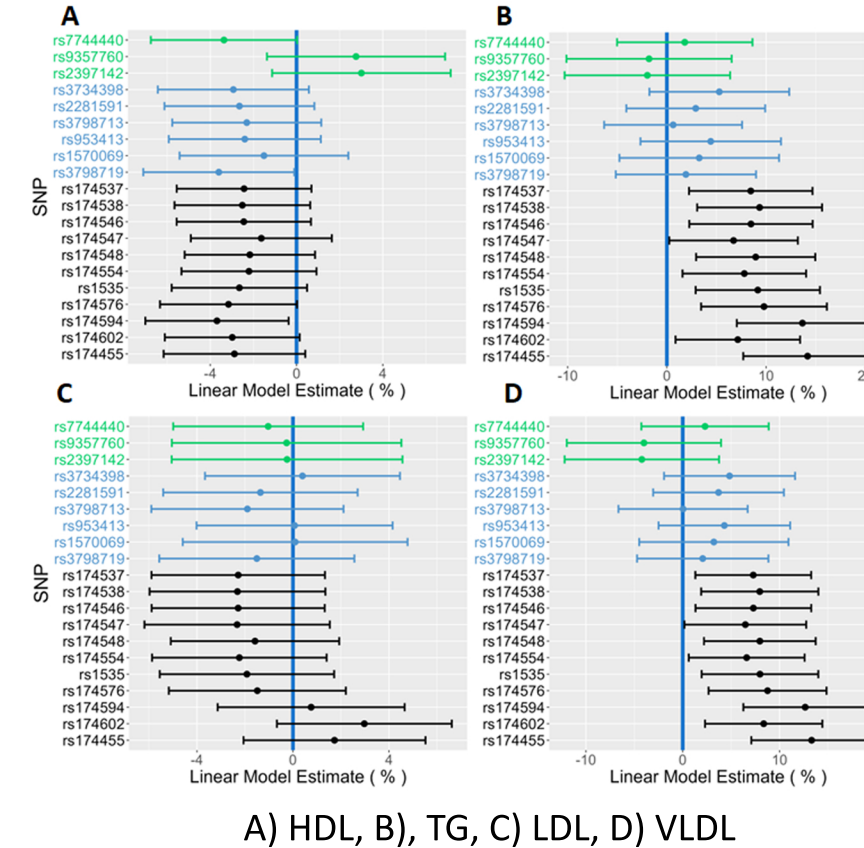 A
rs7744440
rs9357760
rs2397142
rs3734398
rs2281591
rs3798713
rs953413
rs1570069
rs3798719
rs174537
rs174538
rs174546
rs174547
rs174548
rs174554
rs1535
rs174576
rs174594
rs174602
rs174455
SNP
-4 0 4
Linear Model Estimate ( % )
B
rs7744440
rs9357760
rs2397142
rs3734398
rs2281591
rs3798713
rs953413
rs1570069
rs3798719
rs174537
rs174538
rs174546
rs174547
rs174548
rs174554
rs1535
rs174576
rs174594
rs174602
rs174455
-10 0 10 2
Linear Model Estimate ( % )
C
rs7744440
rs9357760
rs2397142
rs3734398
rs2281591
rs3798713
rs953413
rs1570069
rs3798719
rs174537
rs174538
rs174546
rs174547
rs174548
rs174554
rs1535
rs174576
rs174594
rs174602
rs174455
SNP
-4 0 4
Linear Model Estimate ( % )
D
rs7744440
rs9357760
rs2397142
rs3734398
rs2281591
rs3798713
rs953413
rs1570069
rs3798719
rs174537
rs174538
rs174546
rs174547
rs174548
rs174554
rs1535
rs174576
rs174594
rs174602
rs174455
-10 0 10
Linear Model Estimate ( % )
A) HDL, B), TG, C) LDL, D) VLDL